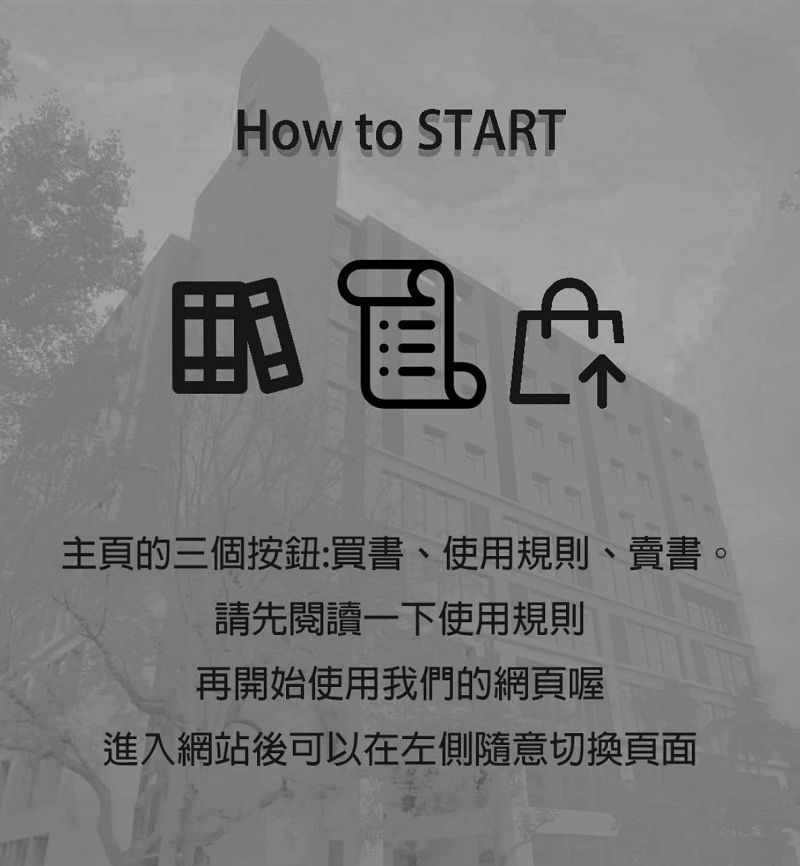 How to START
主頁的三個按鈕:買書、使用規則、賣書。
請先閱讀一下使用規則
再開始使用我們的網頁喔
進入網站後可以在左側隨意切換頁面